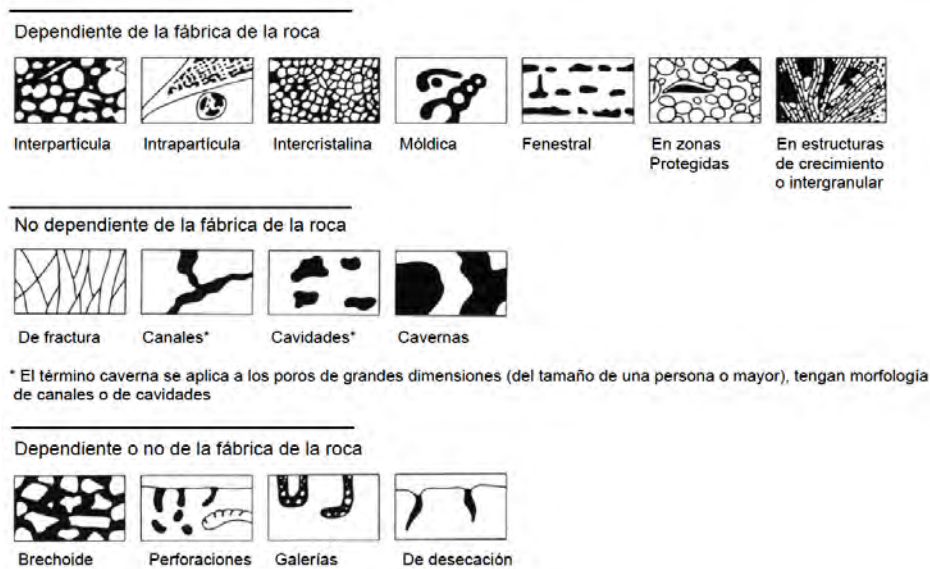 Dependiente de la fábrica de la roca
Interpartícula Intrapartícula Intercristalina Móldica Fenestral En zonas Protegidas En estructuras de crecimiento o intergranular
No dependiente de la fábrica de la roca
De fractura Canales* Cavidades* Cavernas
* El término caverna se aplica a los poros de grandes dimensiones (del tamaño de una persona o mayor), tengan morfología
de canales o de cavidades
Dependiente o no de la fábrica de la roca
Brechoide Perforaciones Galerías De desecación